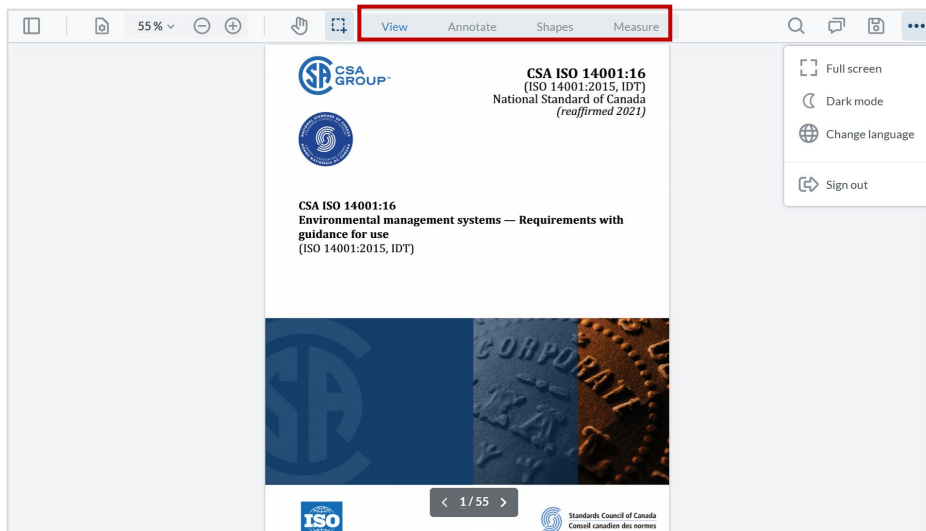 55 %
View Annotate Shapes Measure
Full screen
Dark mode
Change language
Sign out
CSA GROUP™
CSA ISO 14001:16
(ISO 14001:2015, IDT)
National Standard of Canada
(reaffirmed 2021)
CSA ISO 14001:16
Environmental management systems — Requirements with
guidance for use
(ISO 14001:2015, IDT)
CORPORATE
1 / 55
ISO
Standards Council of Canada
Conseil canadien des normes